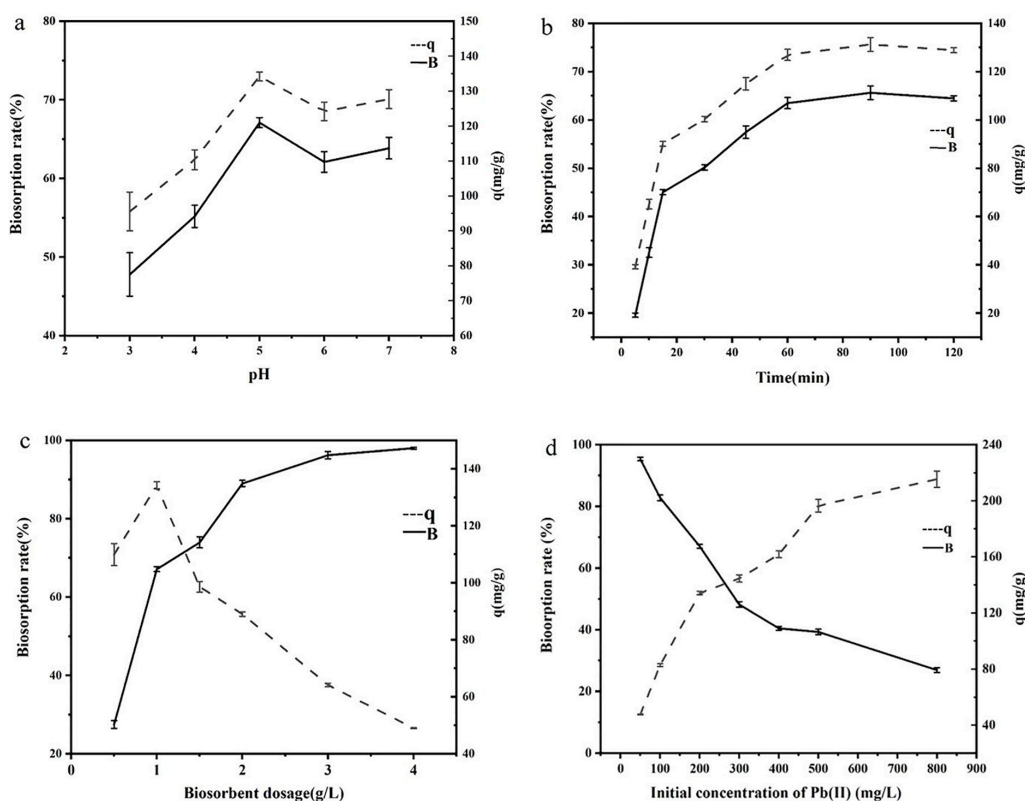 a
80
70
60
50
40
Biosorption rate(%)
150
140
130
120
110
100
90
80
70
60
q(mg/g)
q
B
2 3 4 5 6 7 8
pH
b
80
70
60
50
40
30
20
Biosorption rate(%)
140
120
100
80
60
40
20
q(mg/g)
q
B
0 20 40 60 80 100 120
Time(min)
c
100
80
60
40
20
Biosorption rate(%)
140
120
100
80
60
40
q(mg/g)
q
B
0 1 2 3 4
Biosorbent dosage(g/L)
d
100
80
60
40
20
0
Bioorption rate (%)
240
200
160
120
80
40
q(mg/g)
q
B
0 100 200 300 400 500 600 700 800 900
Initial concentration of Pb(II) (mg/L)